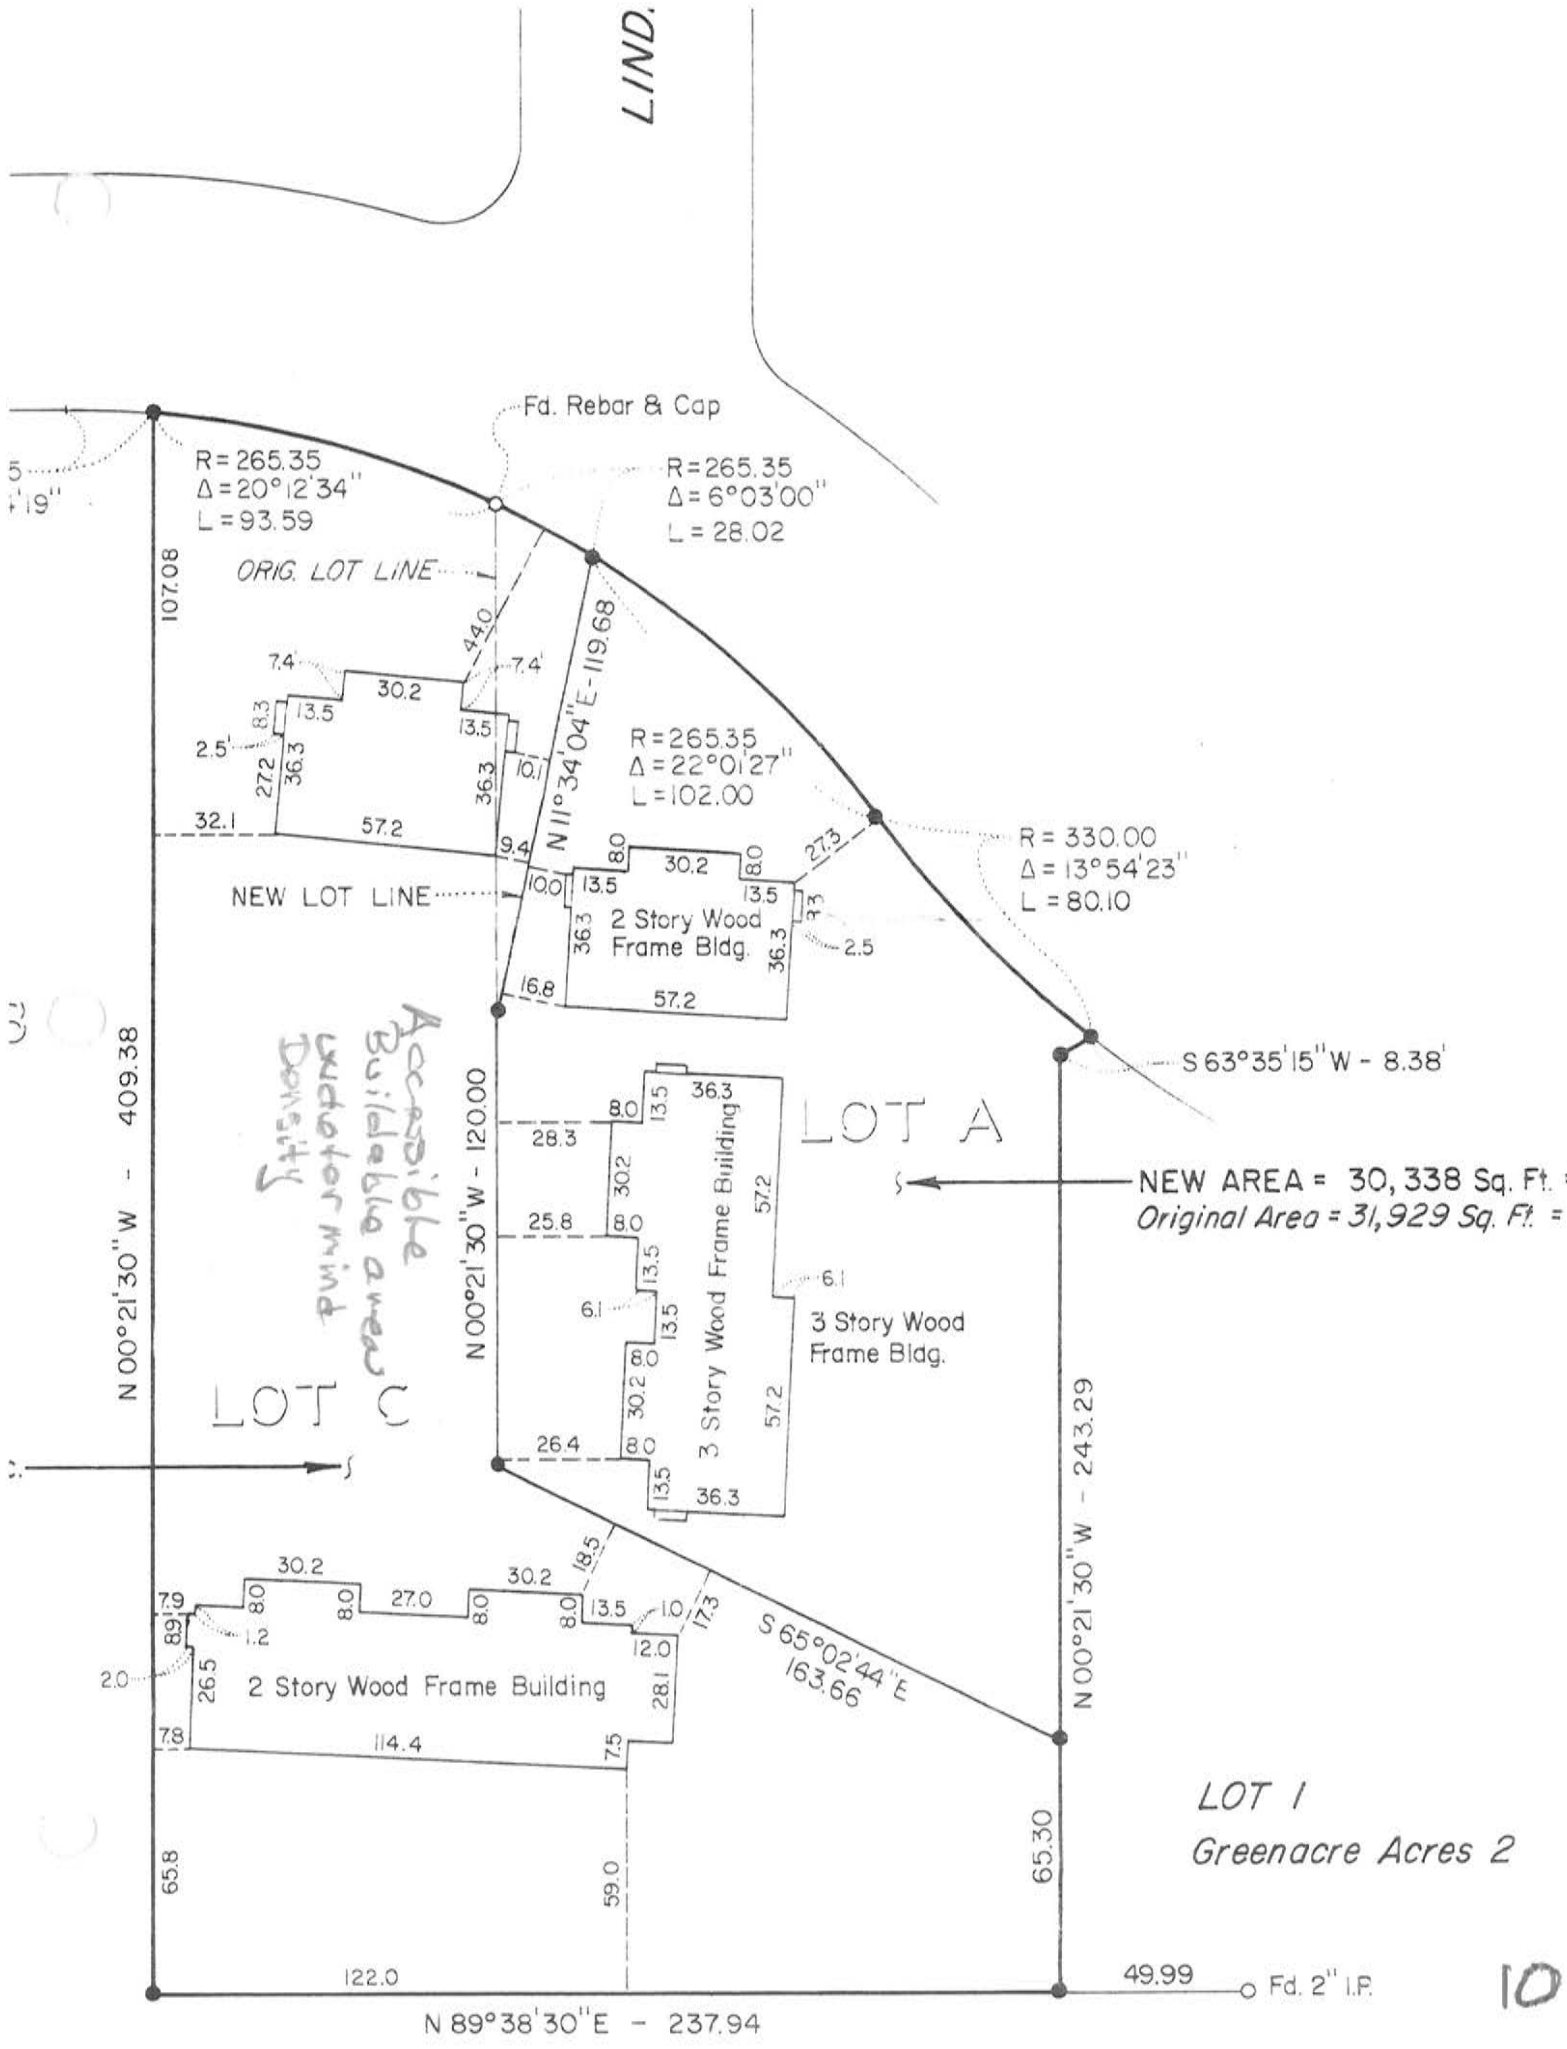 LIND.
Fd. Rebar & Cap
R=265.35
Δ=20°12'34"
L=93.59
R=265.35
Δ=6°03'00"
L=28.02
5
'19"
107.08
ORIG. LOT LINE
44.0
N 11°34'04"E-119.68
7.4'
30.2
7.4'
8.3
13.5
13.5
2.5'
27.2
36.3
36.3
10.1
32.1
57.2
9.4
R=265.35
Δ=22°01'27"
L=102.00
NEW LOT LINE
10.0
13.5
8.0
30.2
8.0
13.5
27.3
8.3
2.5
36.3
2 Story Wood
Frame Bldg.
36.3
16.8
57.2
R=330.00
Δ=13°54'23"
L=80.10
S 63°35'15"W - 8.38'
N 00°21'30"W - 409.38
Accessible
Buildable area
Density
N 00°21'30"W - 120.00
36.3
8.0
13.5
28.3
30.2
25.8
8.0
13.5
6.1
13.5
8.0
30.2
26.4
8.0
13.5
36.3
57.2
6.1
57.2
3 Story Wood Frame Building
3 Story Wood
Frame Bldg.
LOT A
NEW AREA = 30,338 Sq. Ft. =
Original Area = 31,929 Sq. Ft. =
LOT C
N 00°21'30"W - 243.29
30.2
30.2
18.5
7.9
8.0
8.0
27.0
8.0
8.0
13.5
1.0
17.3
8.9
1.2
12.0
2.0
26.5
2 Story Wood Frame Building
28.1
S 65°02'44"E
163.66
7.8
114.4
7.5
65.8
59.0
65.30
LOT 1
Greenacre Acres 2
122.0
49.99
Fd. 2" I.P.
10
N 89°38'30"E - 237.94